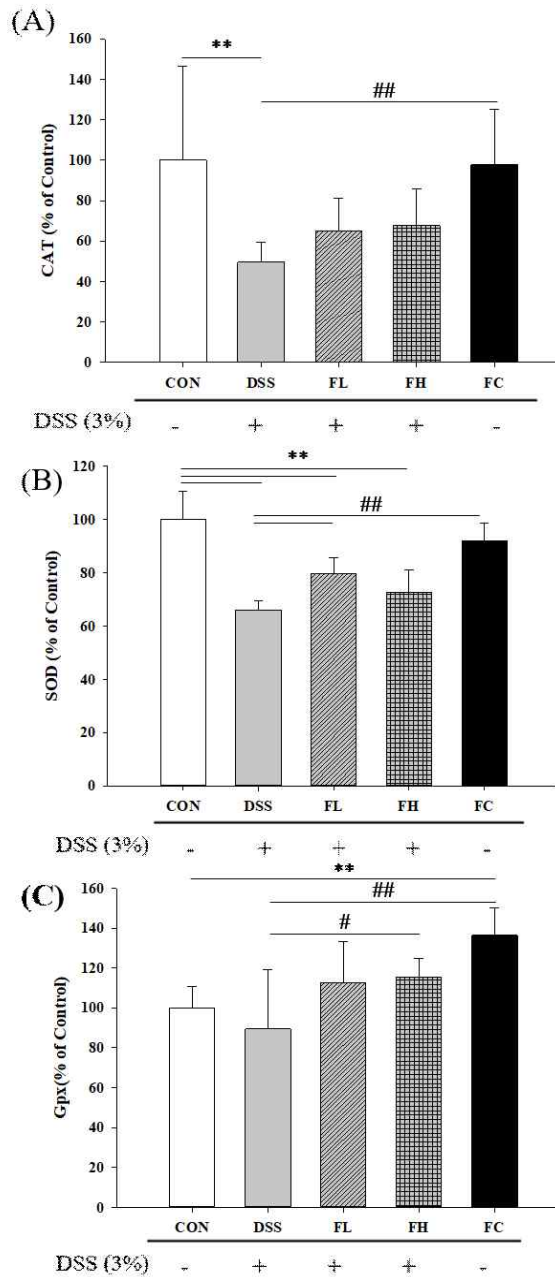 (A)
CAT (% of Control)
160
140
120
100
80
60
40
20
0
**
##
CON DSS FL FH FC
DSS (3%) - + + + -
(B)
SOD (% of Control)
120
100
80
60
40
20
0
**
##
CON DSS FL FH FC
DSS (3%) - + + + -
(C)
Gpx(% of Control)
160
140
120
100
80
60
40
20
0
**
##
#
CON DSS FL FH FC
DSS (3%) - + + + -